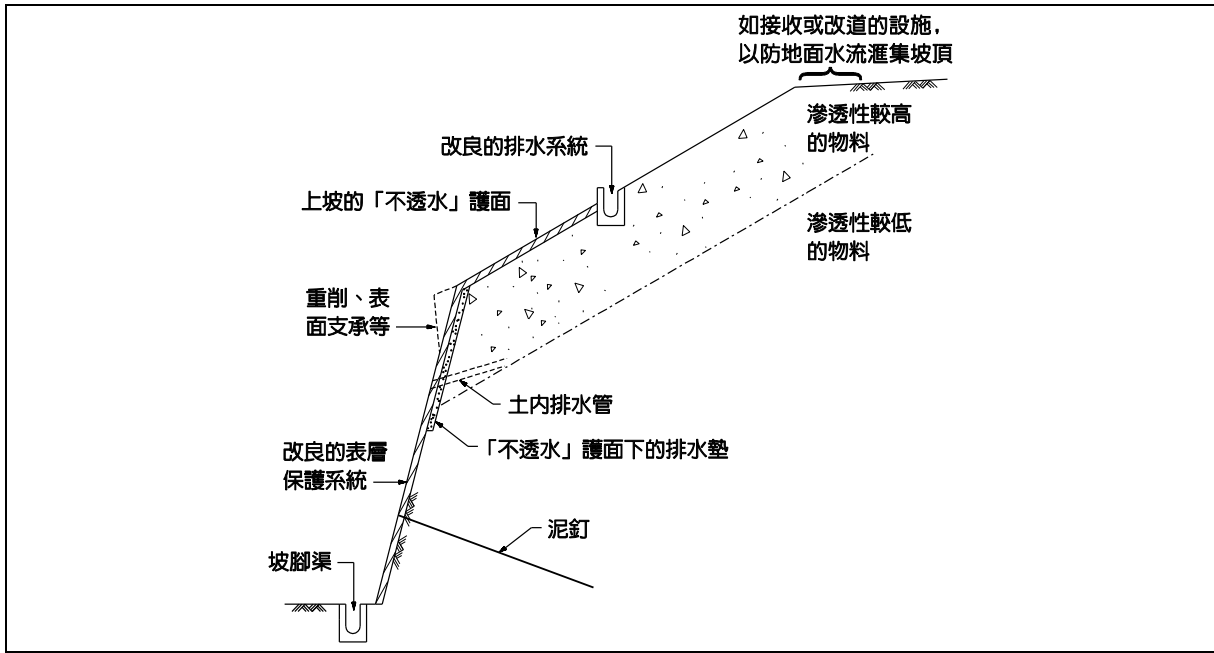 如接收或改道的設施，
以防地面水流滙集坡頂
滲透性較高
的物料
改良的排水系統
上坡的「不透水」護面
滲透性較低
的物料
重削、表
面支承等
土内排水管
「不透水」護面下的排水墊
改良的表層
保護系統
泥釘
坡腳渠